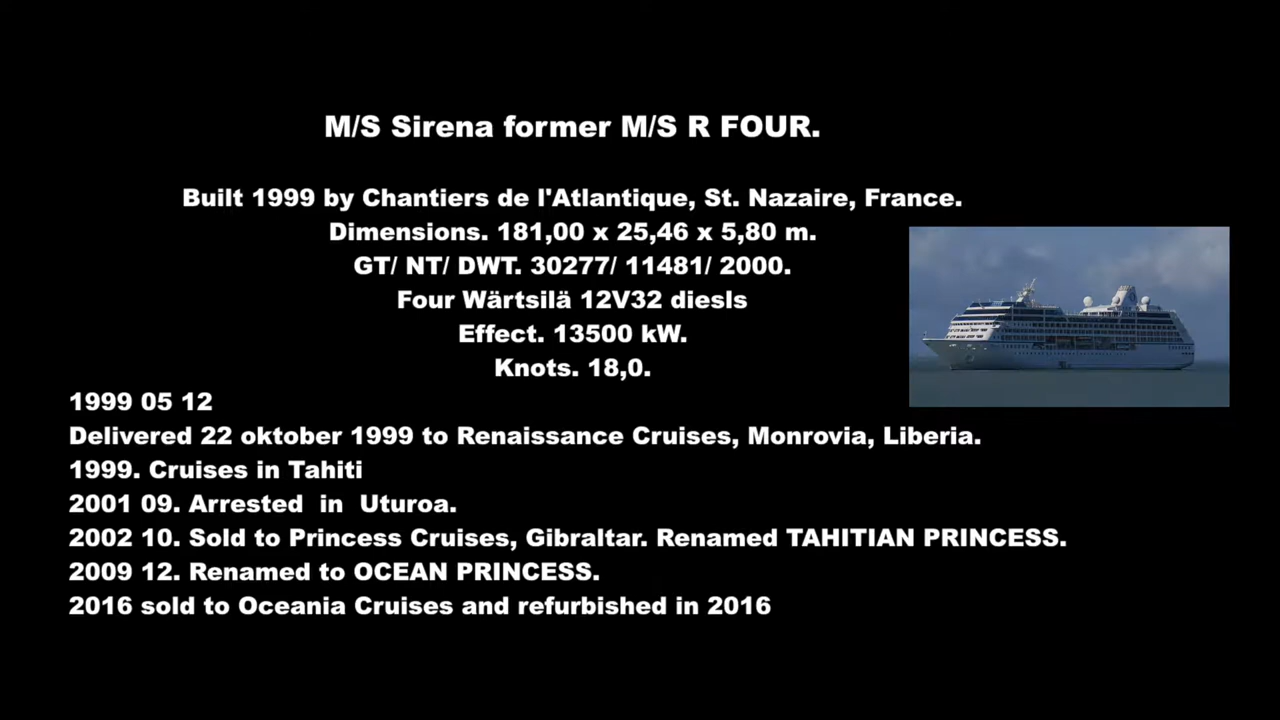 M/S Sirena former M/S R FOUR.
Built 1999 by Chantiers de l'Atlantique, St. Nazaire, France.
Dimensions. 181,00 x 25,46 x 5,80 m.
GT/ NT/ DWT. 30277/ 11481/ 2000.
Four Wärtsilä 12V32 diesls
Effect. 13500 kW.
Knots. 18,0.
1999 05 12
Delivered 22 oktober 1999 to Renaissance Cruises, Monrovia, Liberia.
1999. Cruises in Tahiti
2001 09. Arrested in Uturoa.
2002 10. Sold to Princess Cruises, Gibraltar. Renamed TAHITIAN PRINCESS.
2009 12. Renamed to OCEAN PRINCESS.
2016 sold to Oceania Cruises and refurbished in 2016